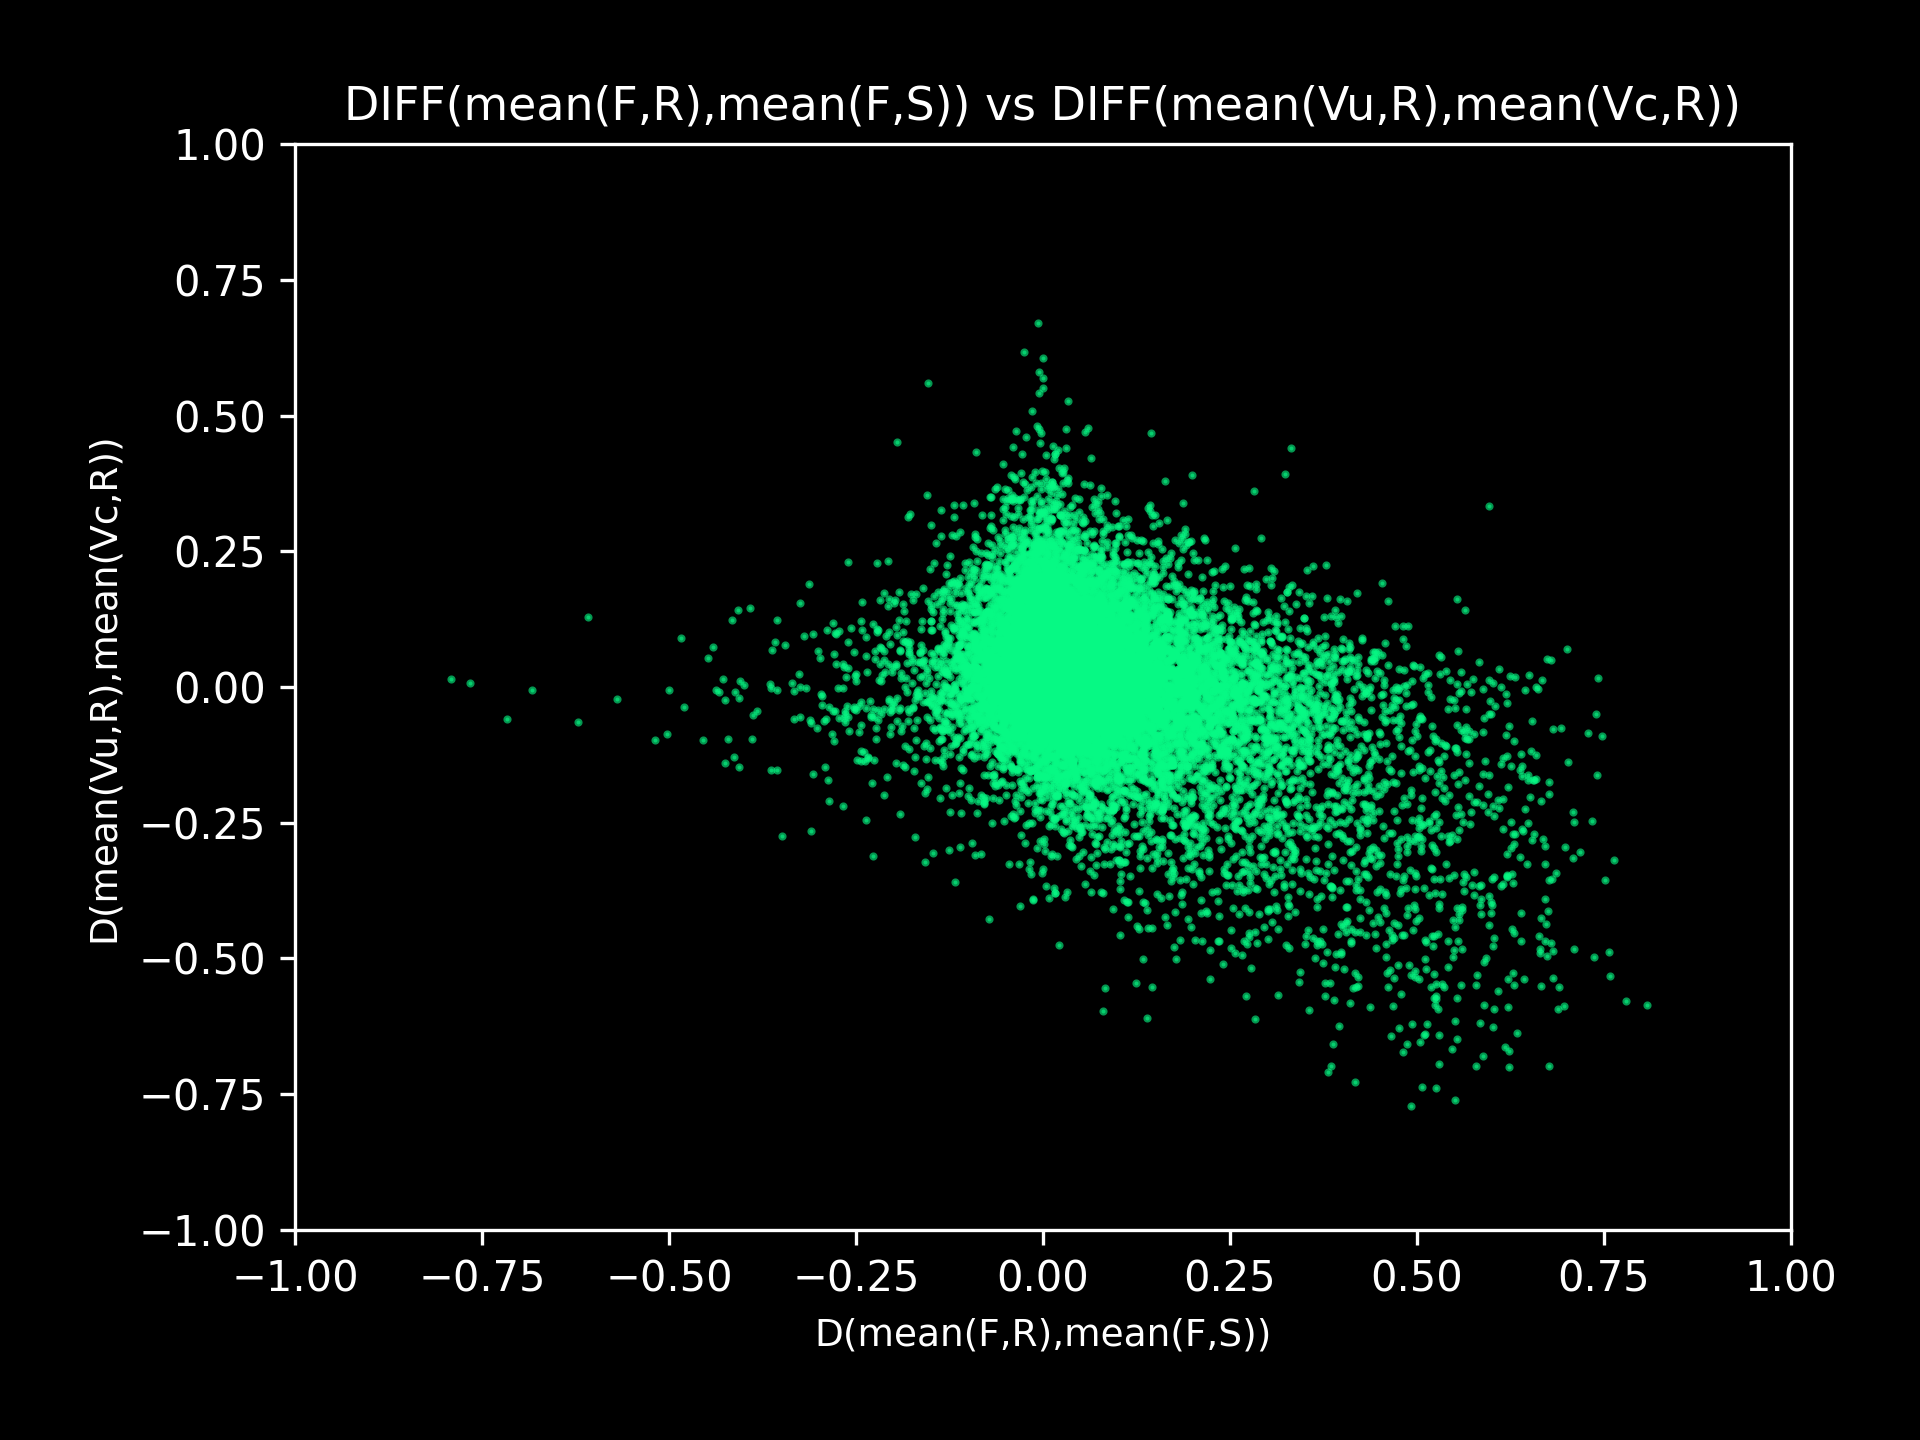 DIFF(mean(F,R),mean(F,S)) vs DIFF(mean(Vu,R),mean(Vc,R))
1.00
0.75
0.50
0.25
0.00
−0.25
−0.50
−0.75
−1.00
D(mean(Vu,R),mean(Vc,R))
−1.00 −0.75 −0.50 −0.25 0.00 0.25 0.50 0.75 1.00
D(mean(F,R),mean(F,S))